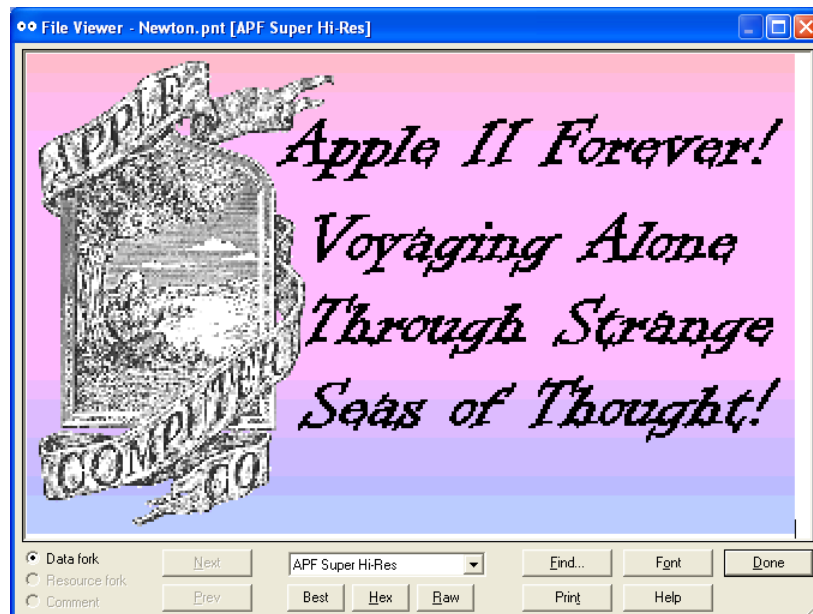 File Viewer - Newton.pnt [APF Super Hi-Res]
APPLE
COMPUTER
CO
Apple II Forever!
Voyaging Alone
Through Strange
Seas of Thought!
Data fork
Resource fork
Comment
Next
Prev
APF Super Hi-Res
Best
Hex
Raw
Find...
Print
Font
Help
Done